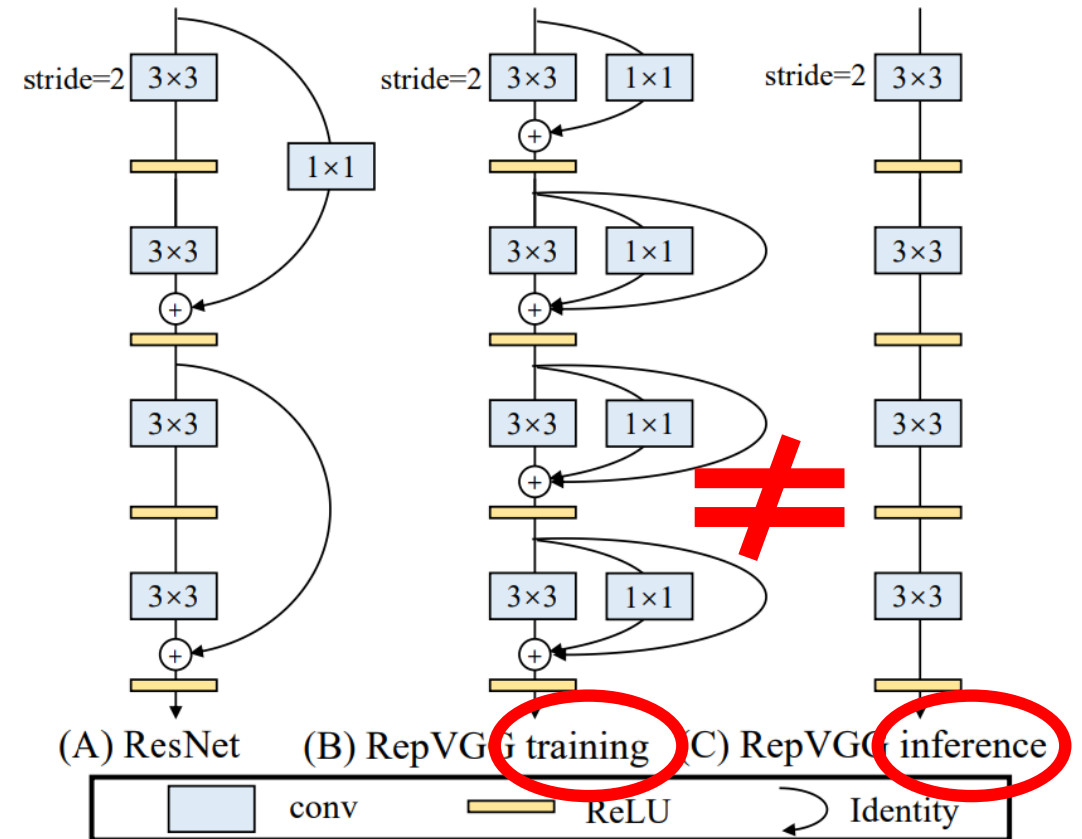 stride=2 3×3 stride=2 3×3 1×1 stride=2 3×3
1×1
3×3 3×3 1×1 3×3
3×3 3×3 1×1 3×3
3×3 3×3 1×1 3×3
(A) ResNet (B) RepVGG training (C) RepVGG inference
conv ReLU Identity